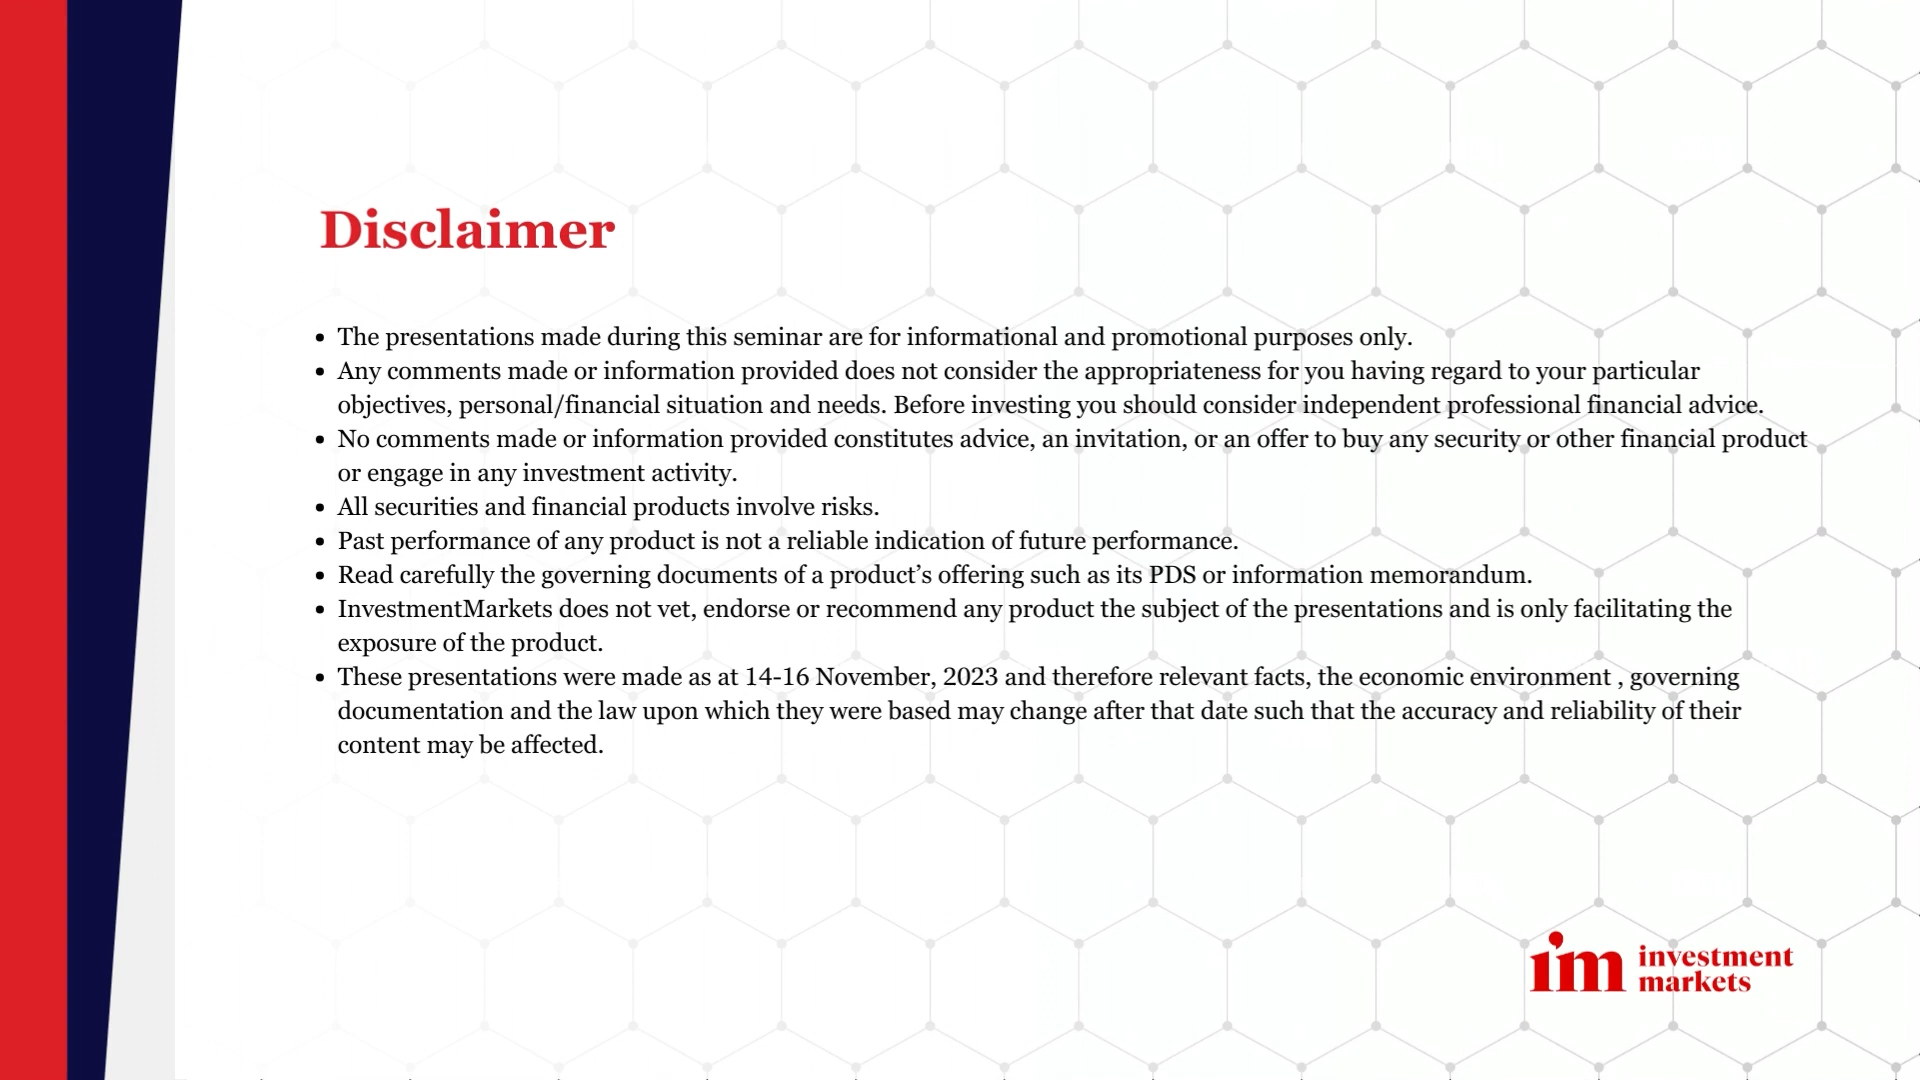 Disclaimer
• The presentations made during this seminar are for informational and promotional purposes only.
• Any comments made or information provided does not consider the appropriateness for you having regard to your particular
objectives, personal/financial situation and needs. Before investing you should consider independent professional financial advice.
• No comments made or information provided constitutes advice, an invitation, or an offer to buy any security or other financial product
or engage in any investment activity.
• All securities and financial products involve risks.
• Past performance of any product is not a reliable indication of future performance.
• Read carefully the governing documents of a product’s offering such as its PDS or information memorandum.
• InvestmentMarkets does not vet, endorse or recommend any product the subject of the presentations and is only facilitating the
exposure of the product.
• These presentations were made as at 14-16 November, 2023 and therefore relevant facts, the economic environment , governing
documentation and the law upon which they were based may change after that date such that the accuracy and reliability of their
content may be affected.
i’m investment
markets